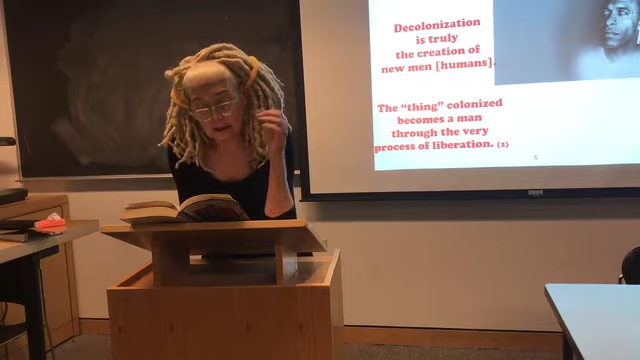 Decolonization
is truly
the creation of
new men [humans].
The “thing” colonized
becomes a man
through the very
process of liberation. (2)
5